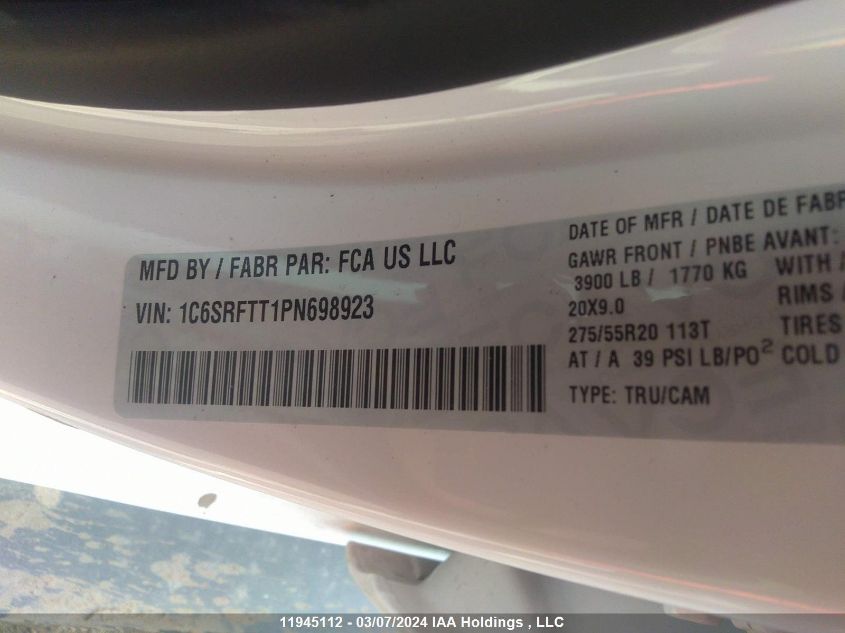 MFD BY / FABR PAR: FCA US LLC
VIN: 1C6SRFTT1PN698923
DATE OF MFR / DATE DE FABR
GAWR FRONT / PNBE AVANT:
3900 LB / 1770 KG WITH /
20X9.0 RIMS /
275/55R20 113T TIRES
AT / A 39 PSI LB/PO² COLD
TYPE: TRU/CAM
11945112 - 03/07/2024 IAA Holdings , LLC